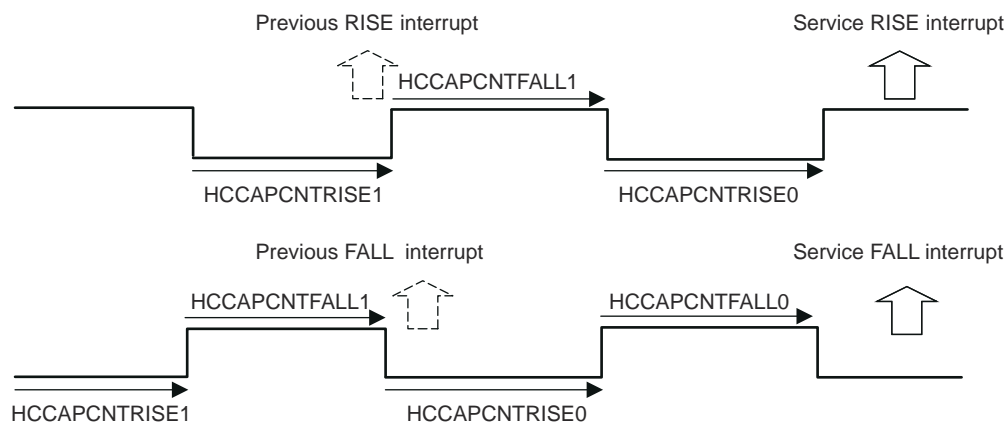 Previous RISE interrupt
Service RISE interrupt
HCCAPCNTFALL1
HCCAPCNTRISE1
HCCAPCNTRISE0
Previous FALL interrupt
Service FALL interrupt
HCCAPCNTFALL1
HCCAPCNTFALL0
HCCAPCNTRISE1
HCCAPCNTRISE0